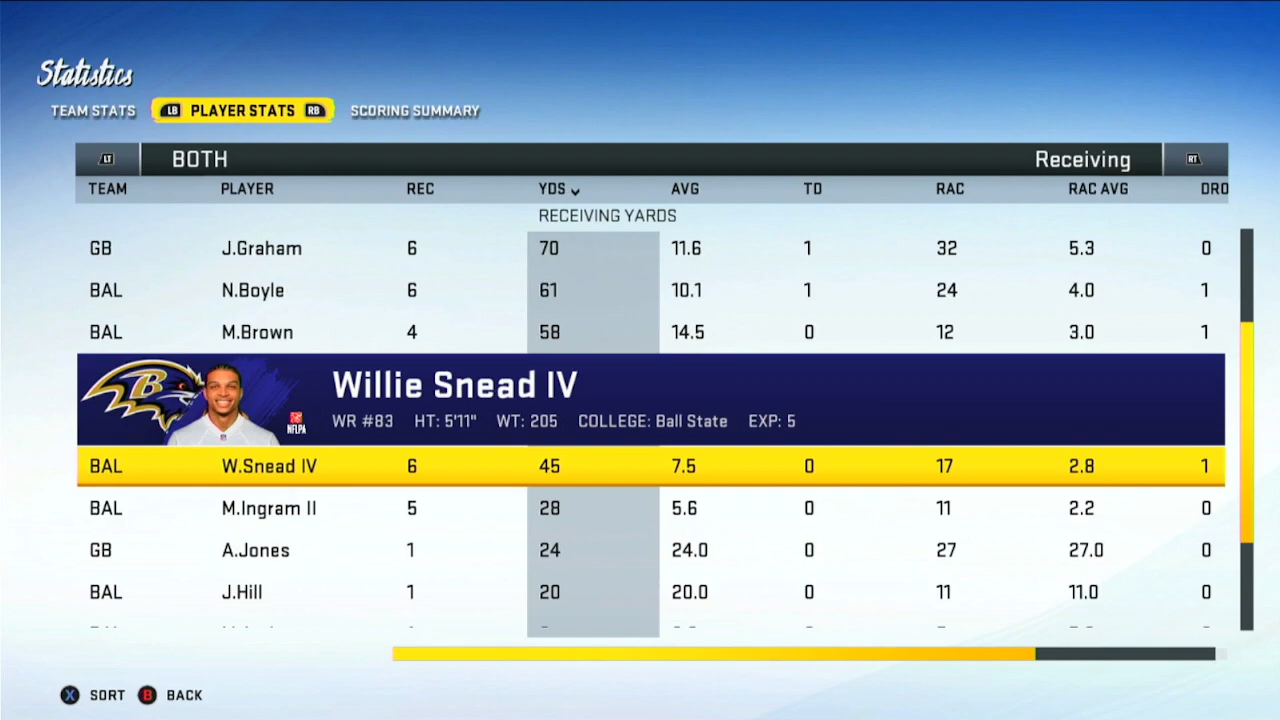 Statistics
TEAM STATS LB PLAYER STATS RB SCORING SUMMARY
LT BOTH Receiving RT
TEAM PLAYER REC YDS AVG TD RAC RAC AVG DRO
RECEIVING YARDS
GB J.Graham 6 70 11.6 1 32 5.3 0
BAL N.Boyle 6 61 10.1 1 24 4.0 1
BAL M.Brown 4 58 14.5 0 12 3.0 1
B Willie Snead IV
NFLPA WR #83 HT: 5'11" WT: 205 COLLEGE: Ball State EXP: 5
BAL W.Snead IV 6 45 7.5 0 17 2.8 1
BAL M.Ingram II 5 28 5.6 0 11 2.2 0
GB A.Jones 1 24 24.0 0 27 27.0 0
BAL J.Hill 1 20 20.0 0 11 11.0 0
X SORT B BACK